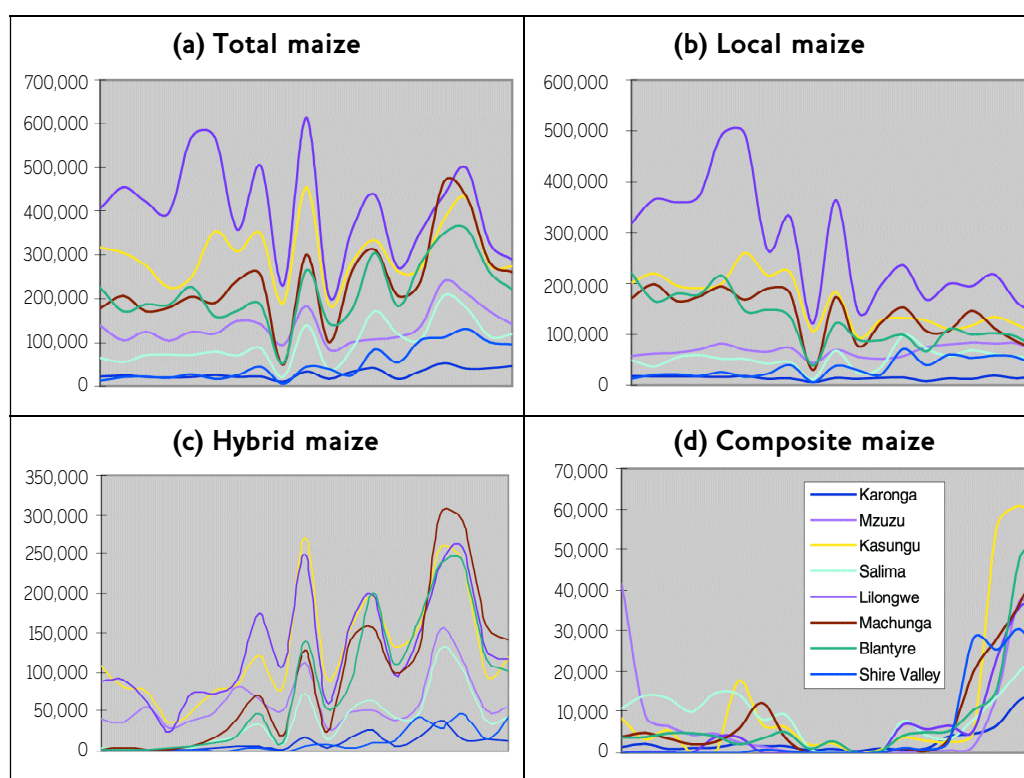 (a) Total maize
700,000
600,000
500,000
400,000
300,000
200,000
100,000
0
(b) Local maize
600,000
500,000
400,000
300,000
200,000
100,000
0
(c) Hybrid maize
350,000
300,000
250,000
200,000
150,000
100,000
50,000
0
(d) Composite maize
70,000
60,000
50,000
40,000
30,000
20,000
10,000
0
Karonga
Mzuzu
Kasungu
Salima
Lilongwe
Machunga
Blantyre
Shire Valley